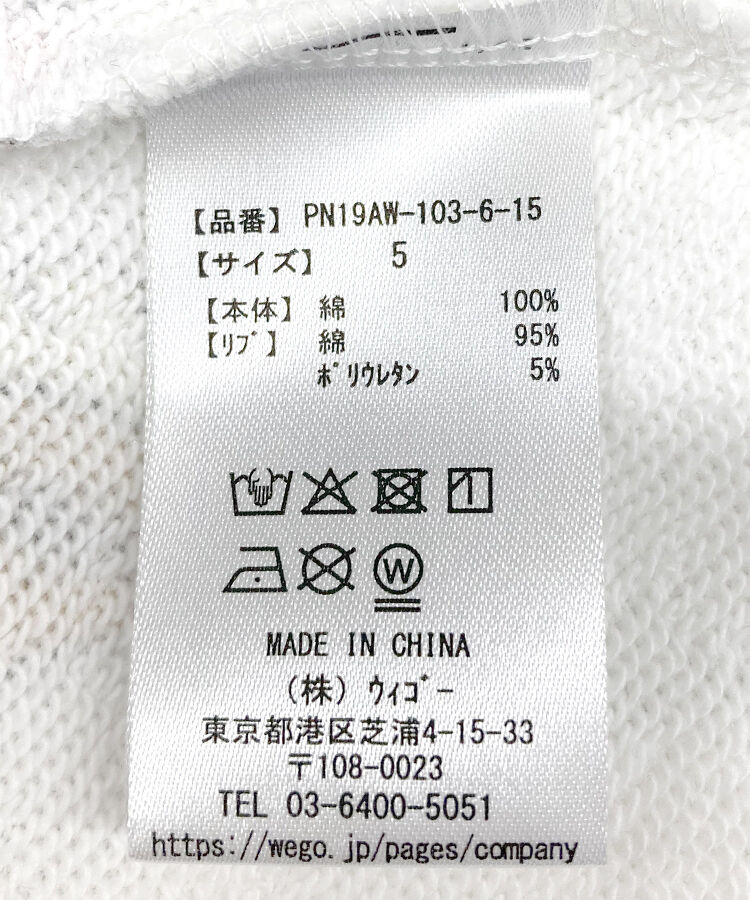 【品番】 PN19AW-103-6-15
【サイズ】 5
【本体】 綿 100%
【ﾘﾌﾞ】 綿 95%
ﾎﾟﾘｳﾚﾀﾝ 5%
W
MADE IN CHINA
(株) ｳｨｺﾞｰ
東京都港区芝浦4-15-33
〒108-0023
TEL 03-6400-5051
https://wego.jp/pages/company